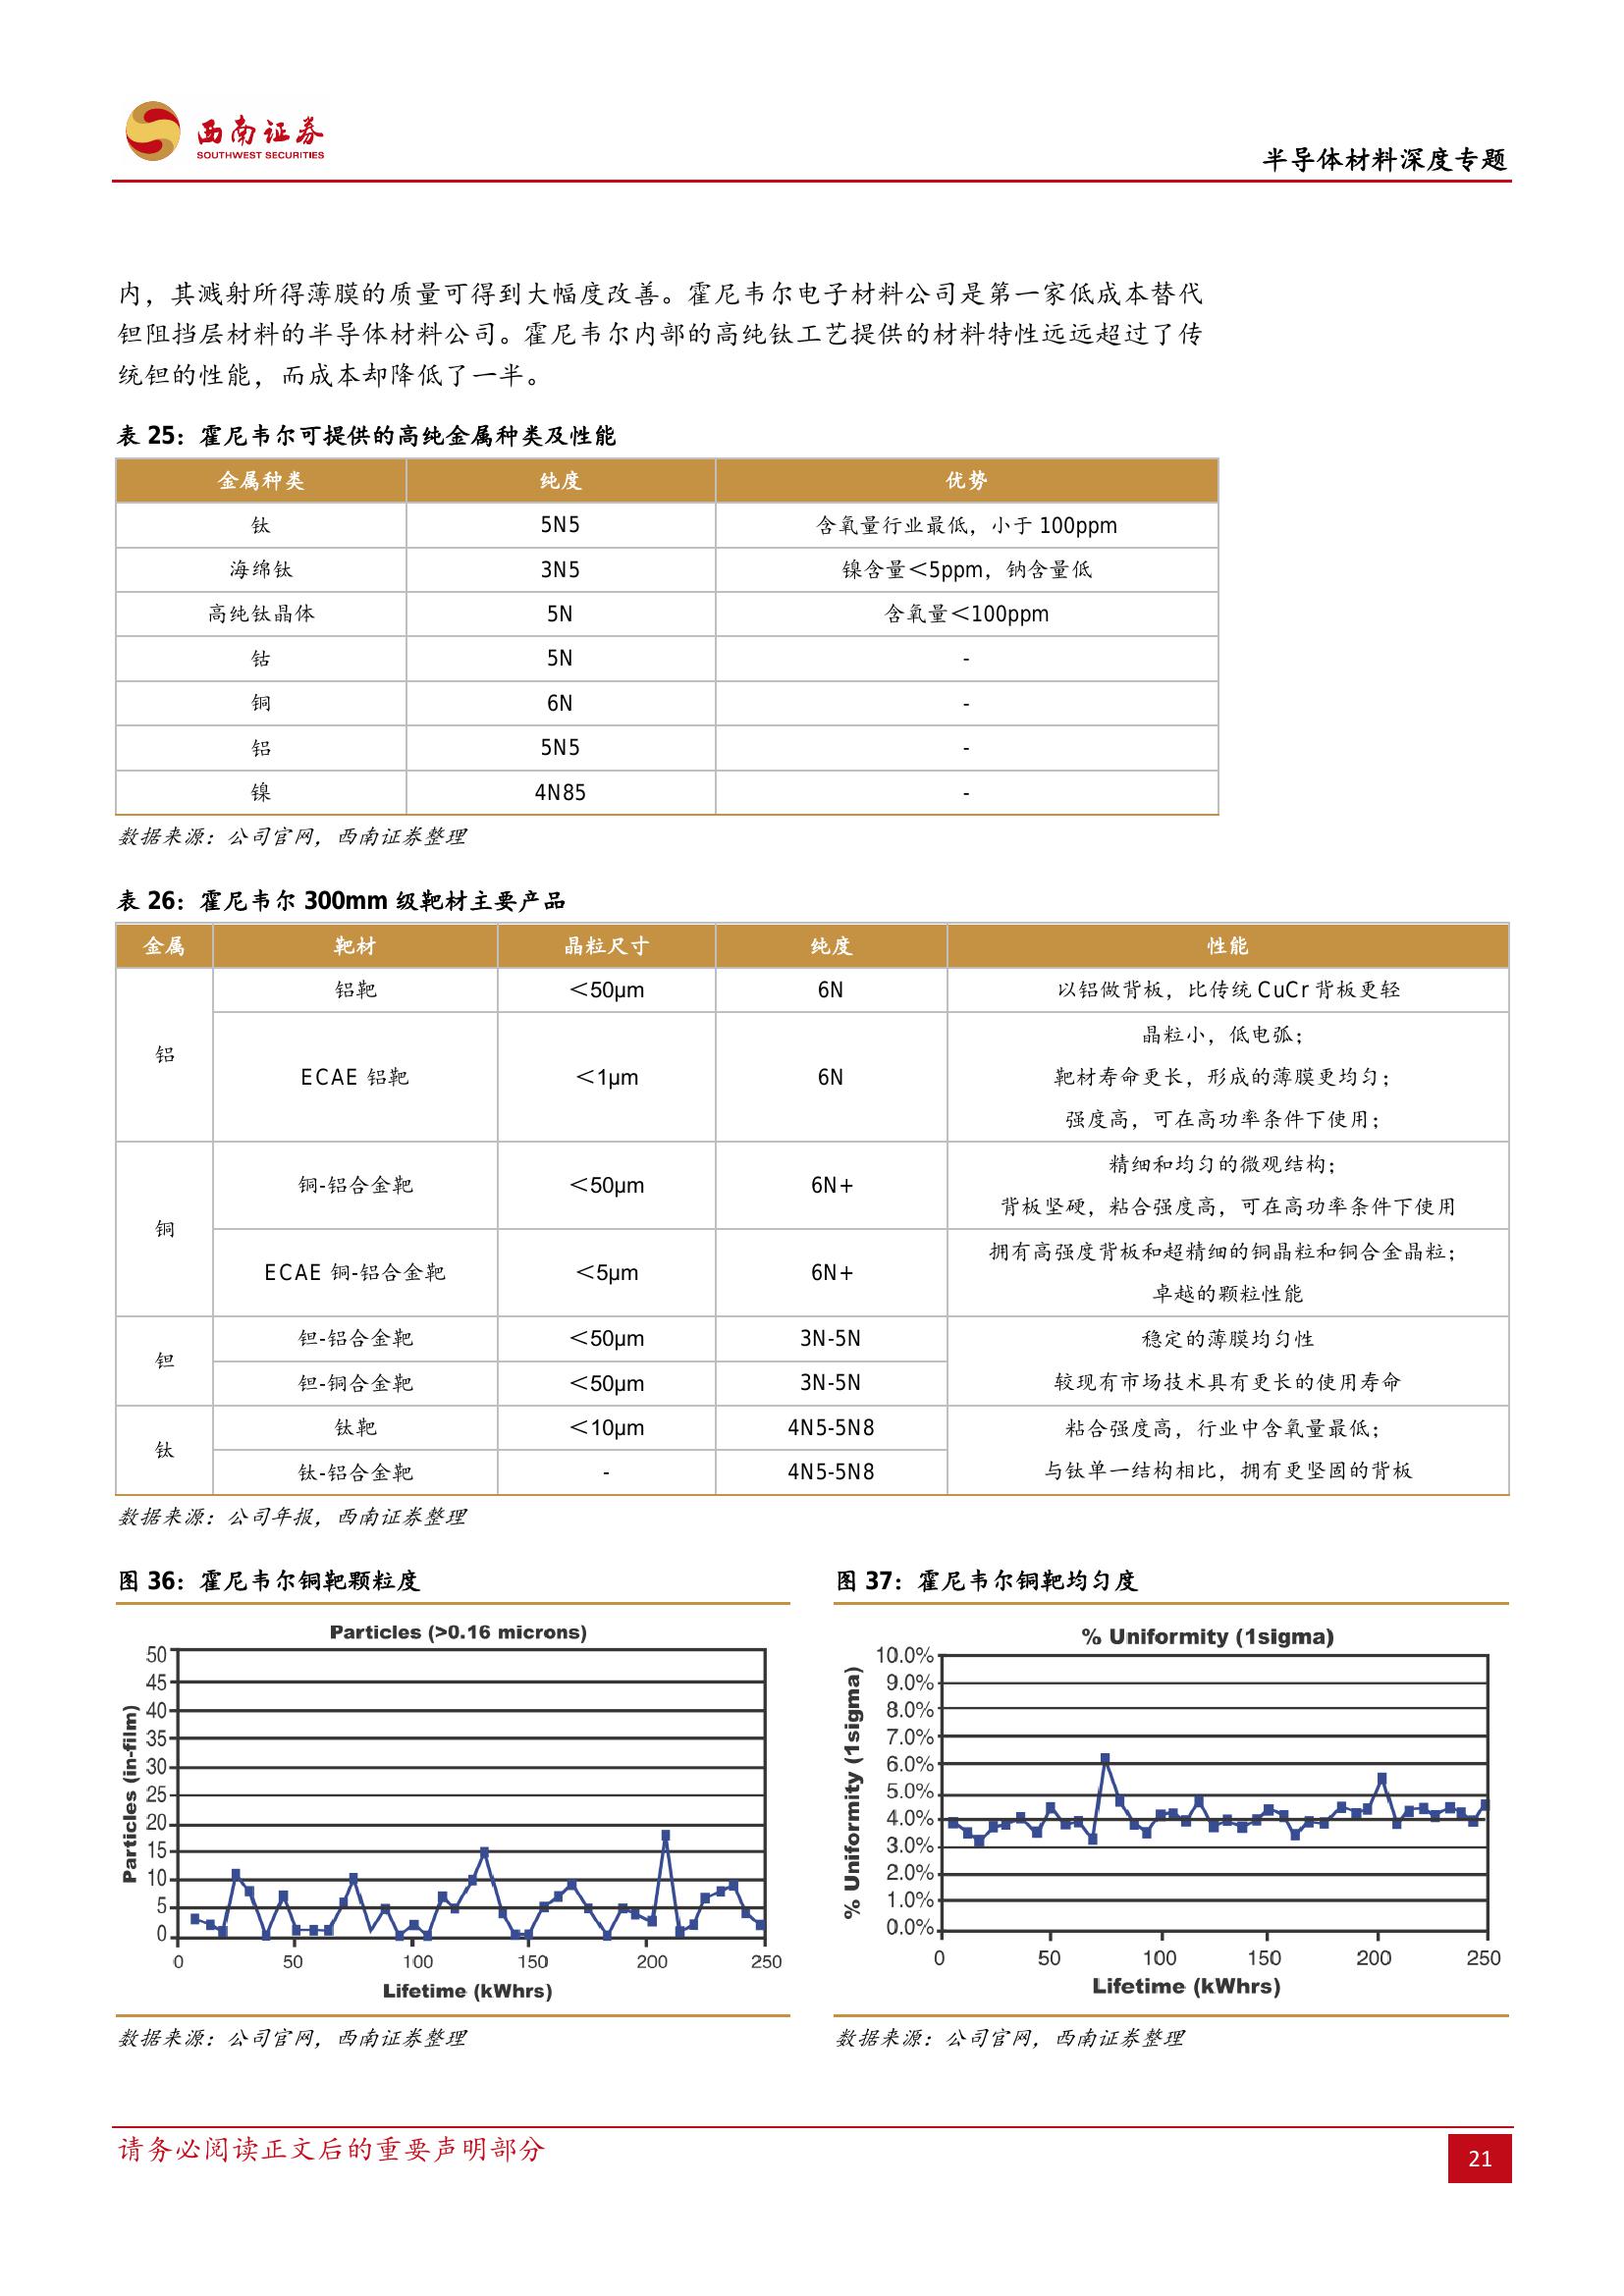 西南证券
SOUTHWEST SECURITIES
半导体材料深度专题
内，其溅射所得薄膜的质量可得到大幅度改善。霍尼韦尔电子材料公司是第一家低成本替代
钽阻挡层材料的半导体材料公司。霍尼韦尔内部的高纯钛工艺提供的材料特性远远超过了传
统钽的性能，而成本却降低了一半。
表 25：霍尼韦尔可提供的高纯金属种类及性能
金属种类 纯度 优势
钛 5N5 含氧量行业最低，小于 100ppm
海绵钛 3N5 镍含量＜5ppm，钠含量低
高纯钛晶体 5N 含氧量＜100ppm
钴 5N -
铜 6N -
铝 5N5 -
镍 4N85 -
数据来源：公司官网，西南证券整理
表 26：霍尼韦尔 300mm 级靶材主要产品
金属 靶材 晶粒尺寸 纯度 性能
铝
铝靶 ＜50μm 6N 以铝做背板，比传统 CuCr 背板更轻
ECAE 铝靶 ＜1μm 6N
晶粒小，低电弧；
靶材寿命更长，形成的薄膜更均匀；
强度高，可在高功率条件下使用；
铜
铜-铝合金靶 ＜50μm 6N+
精细和均匀的微观结构；
背板坚硬，粘合强度高，可在高功率条件下使用
ECAE 铜-铝合金靶 ＜5μm 6N+
拥有高强度背板和超精细的铜晶粒和铜合金晶粒；
卓越的颗粒性能
钽
钽-铝合金靶 ＜50μm 3N-5N 稳定的薄膜均匀性
钽-铜合金靶 ＜50μm 3N-5N 较现有市场技术具有更长的使用寿命
钛
钛靶 ＜10μm 4N5-5N8 粘合强度高，行业中含氧量最低；
钛-铝合金靶 - 4N5-5N8 与钛单一结构相比，拥有更坚固的背板
数据来源：公司年报，西南证券整理
图 36：霍尼韦尔铜靶颗粒度
Particles (>0.16 microns)
Particles (in-film)
50
45
40
35
30
25
20
15
10
5
0
0 50 100 150 200 250
Lifetime (kWhrs)
数据来源：公司官网，西南证券整理
图 37：霍尼韦尔铜靶均匀度
% Uniformity (1sigma)
% Uniformity (1sigma)
10.0%
9.0%
8.0%
7.0%
6.0%
5.0%
4.0%
3.0%
2.0%
1.0%
0.0%
0 50 100 150 200 250
Lifetime (kWhrs)
数据来源：公司官网，西南证券整理
请务必阅读正文后的重要声明部分
21